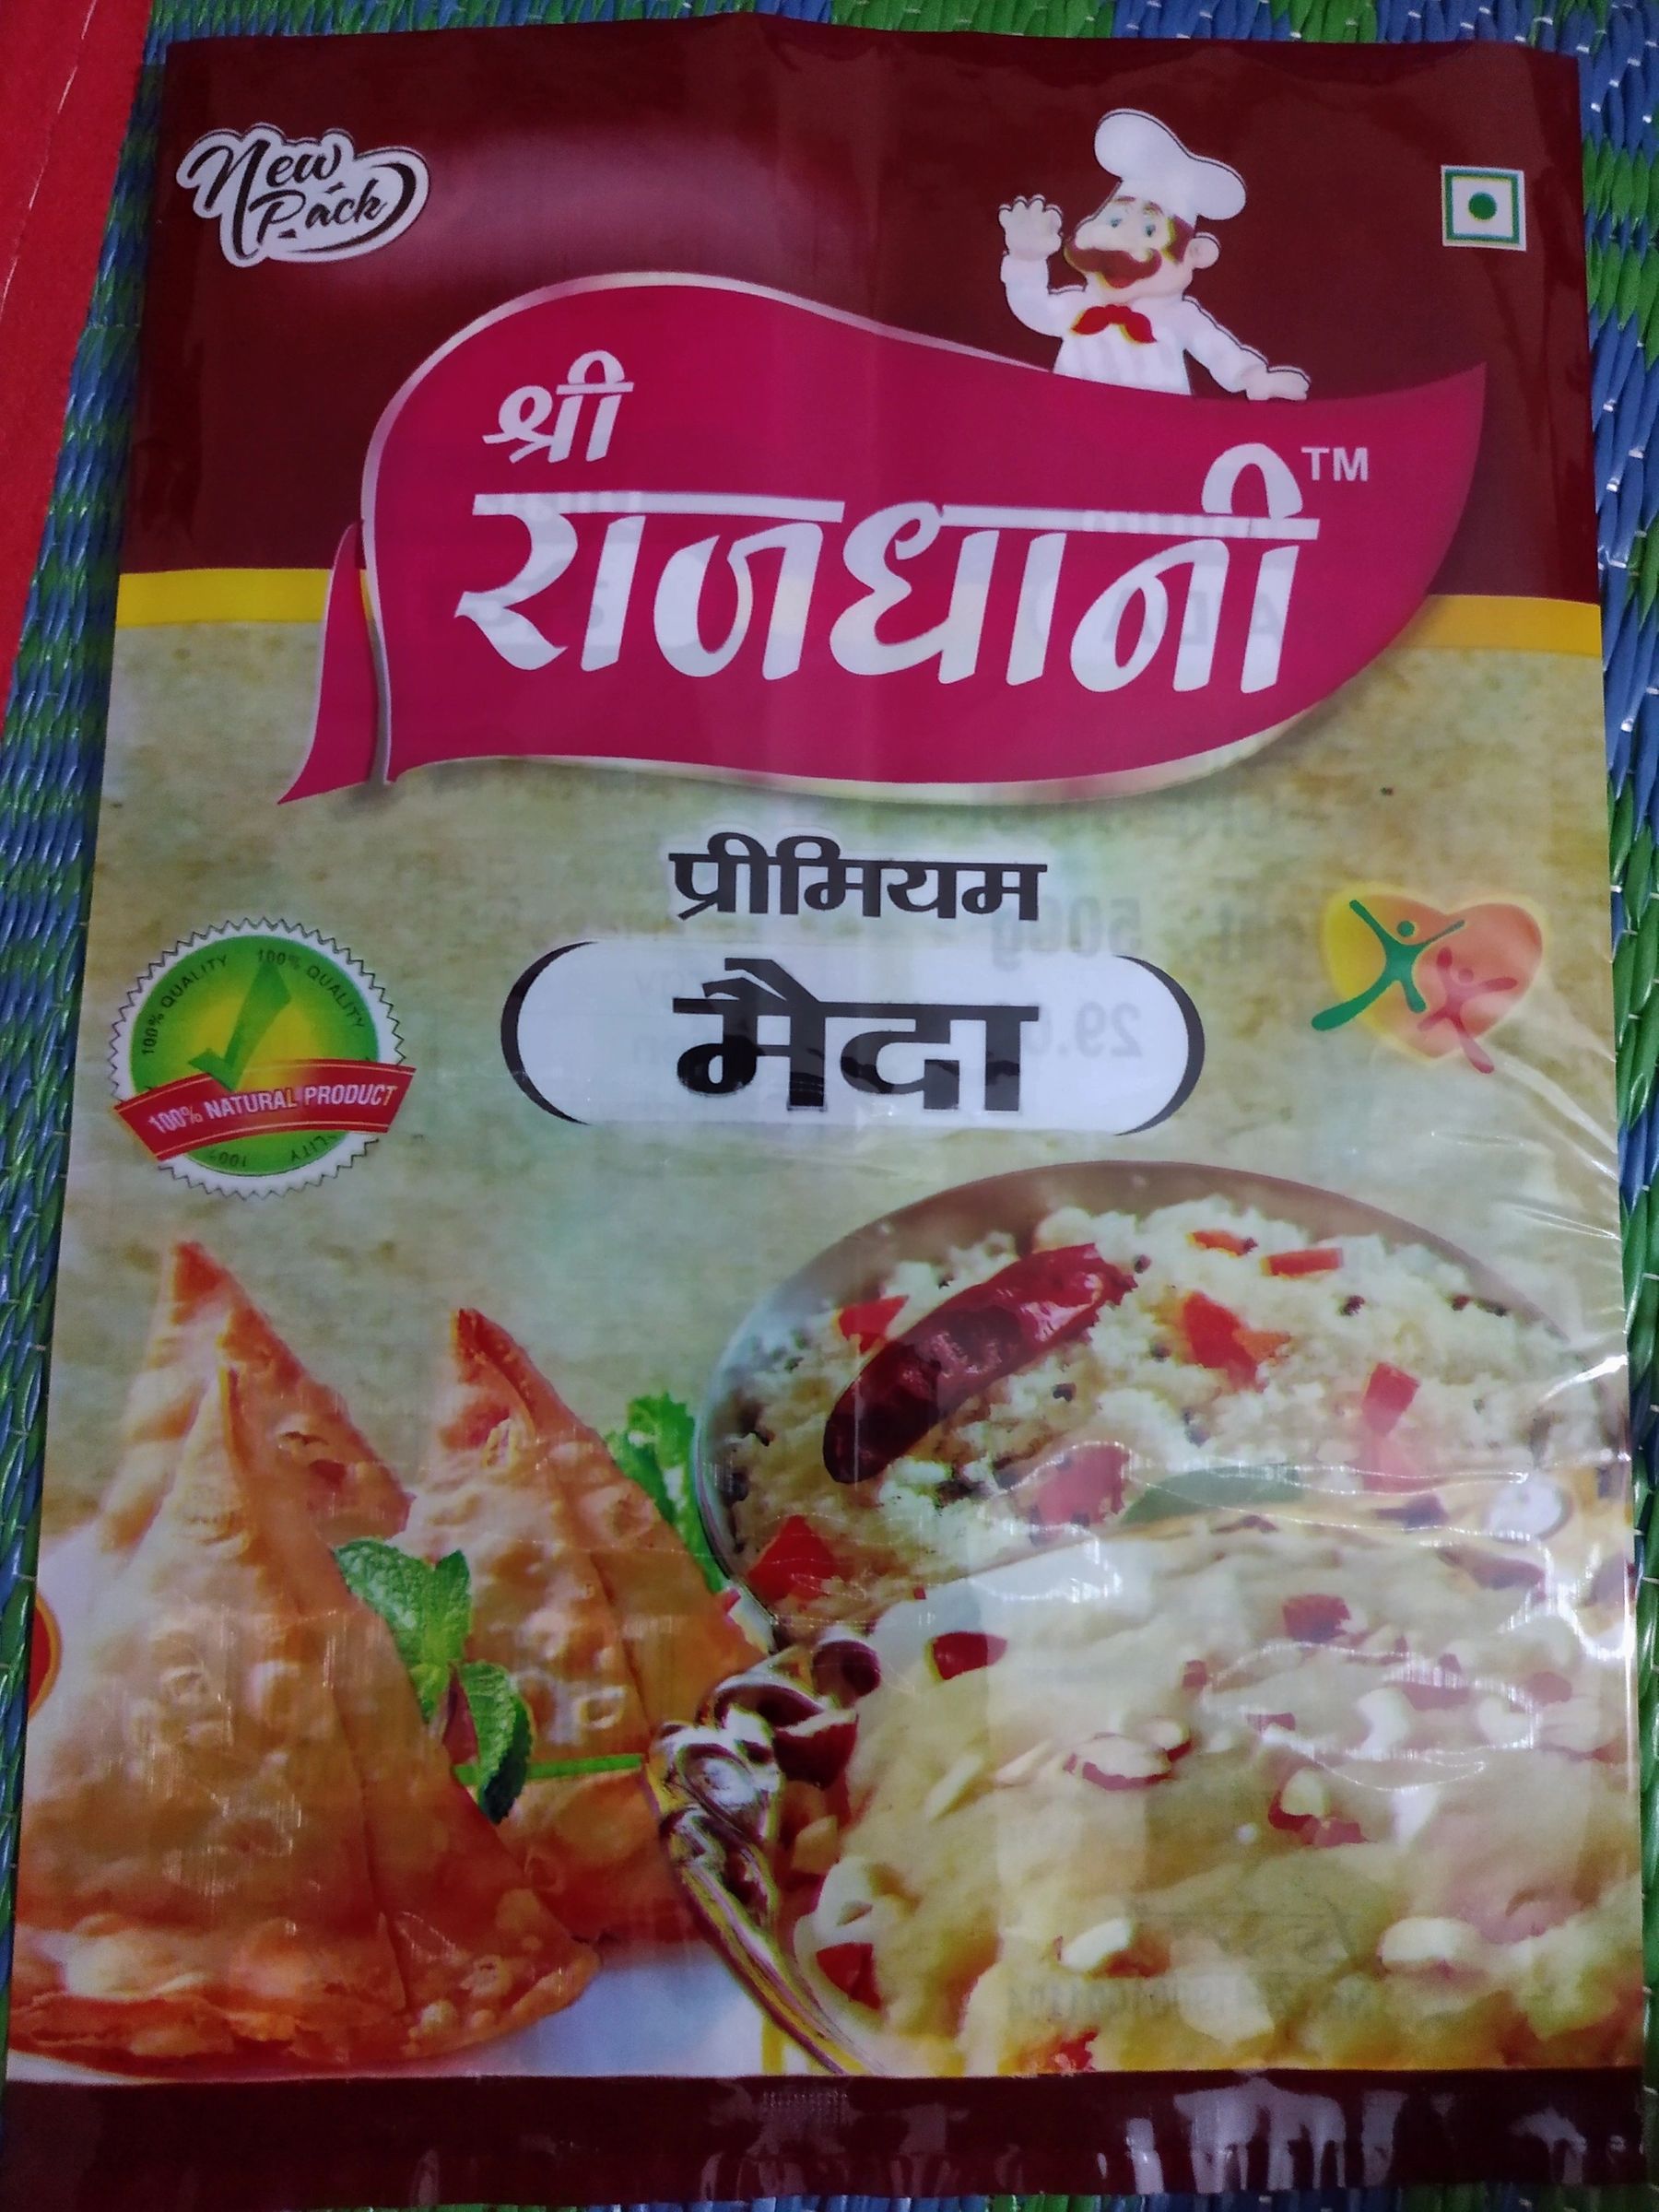 New
Pack
श्री
राजधानी TM
प्रीमियम
मैदा
100% QUALITY 100% QUALITY
100% NATURAL PRODUCT